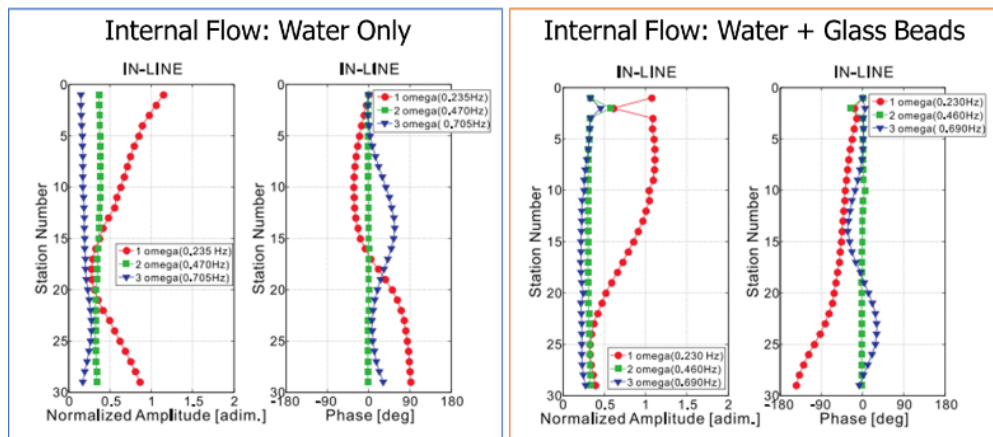 Internal Flow: Water Only
IN-LINE
IN-LINE
0
5
10
15
20
25
30
Station Number
0
0.5
1
1.5
2
Normalized Amplitude [adim.]
1 omega(0.235 Hz)
2 omega(0.470Hz)
3 omega(0.705Hz)
0
5
10
15
20
25
30
Station Number
-180
-90
0
90
180
Phase [deg]
1 omega(0.235Hz)
2 omega(0.470Hz)
3 omega( 0.705Hz)
Internal Flow: Water + Glass Beads
IN-LINE
IN-LINE
0
5
10
15
20
25
30
Station Number
0
0.5
1
1.5
2
Normalized Amplitude [adim.]
1 omega(0.230 Hz)
2 omega(0.460Hz)
3 omega(0.690Hz)
0
5
10
15
20
25
30
Station Number
-180
-90
0
90
180
Phase [deg]
1 omega(0.230Hz)
2 omega(0.460Hz)
3 omega( 0.690Hz)